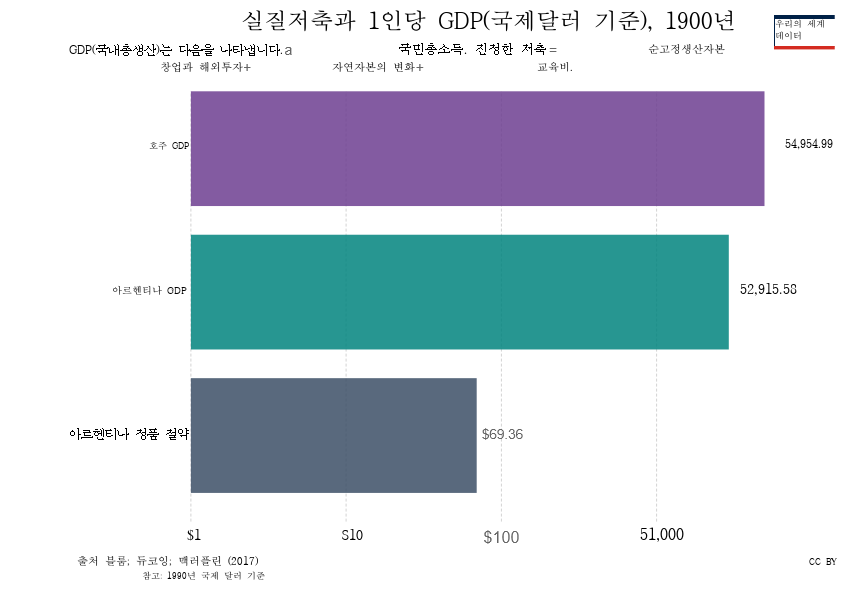 실질저축과 1인당 GDP(국제달러 기준), 1900년
우리의 세계
데이터
GDP(국내총생산)는 다음을 나타냅니다. a 국민총소득. 진정한 저축 = 순고정생산자본
창업과 해외투자+ 자연자본의 변화+ 교육비.
호주 GDP
54,954.99
아르헨티나 GDP
52,915.58
아르헨티나 정품 절약
$69.36
$1 S10 $100 51,000
출처 블룸; 듀코잉; 맥러플린 (2017)
CC BY
참고: 1990년 국제 달러 기준